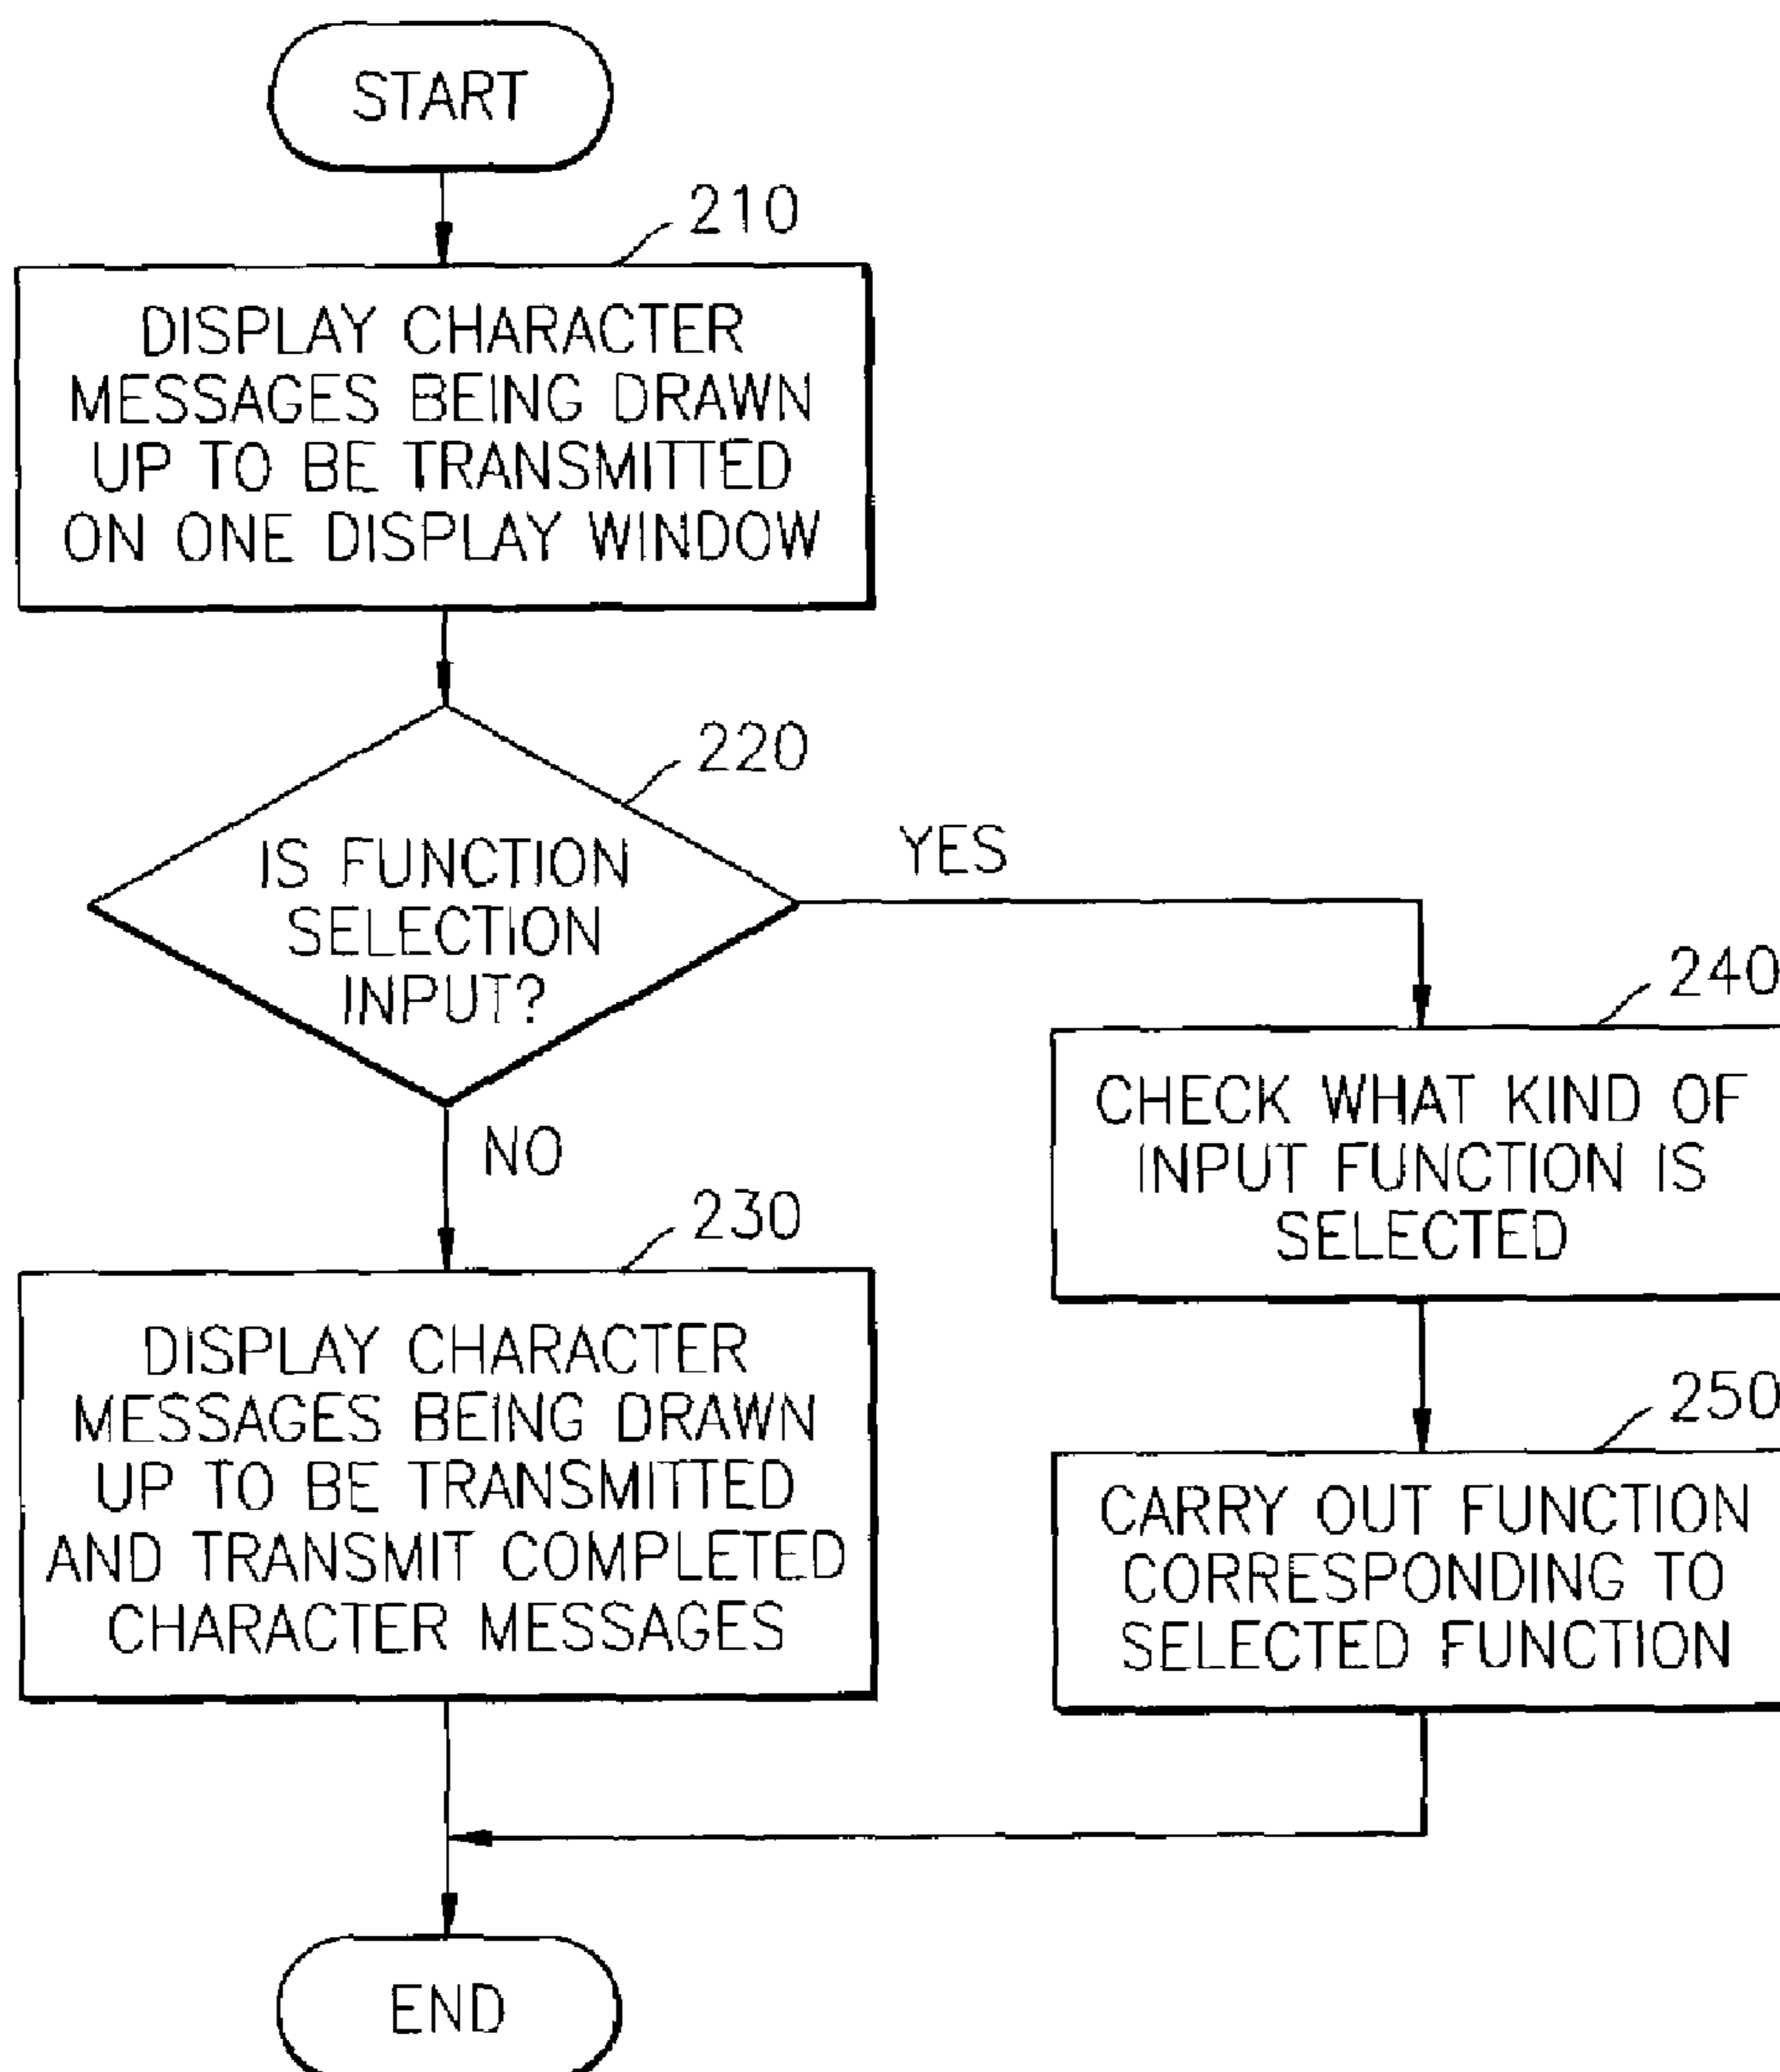 START
210
DISPLAY CHARACTER
MESSAGES BEING DRAWN
UP TO BE TRANSMITTED
ON ONE DISPLAY WINDOW
220
IS FUNCTION
SELECTION
INPUT?
YES
NO
240
CHECK WHAT KIND OF
INPUT FUNCTION IS
SELECTED
230
DISPLAY CHARACTER
MESSAGES BEING DRAWN
UP TO BE TRANSMITTED
AND TRANSMIT COMPLETED
CHARACTER MESSAGES
250
CARRY OUT FUNCTION
CORRESPONDING TO
SELECTED FUNCTION
END